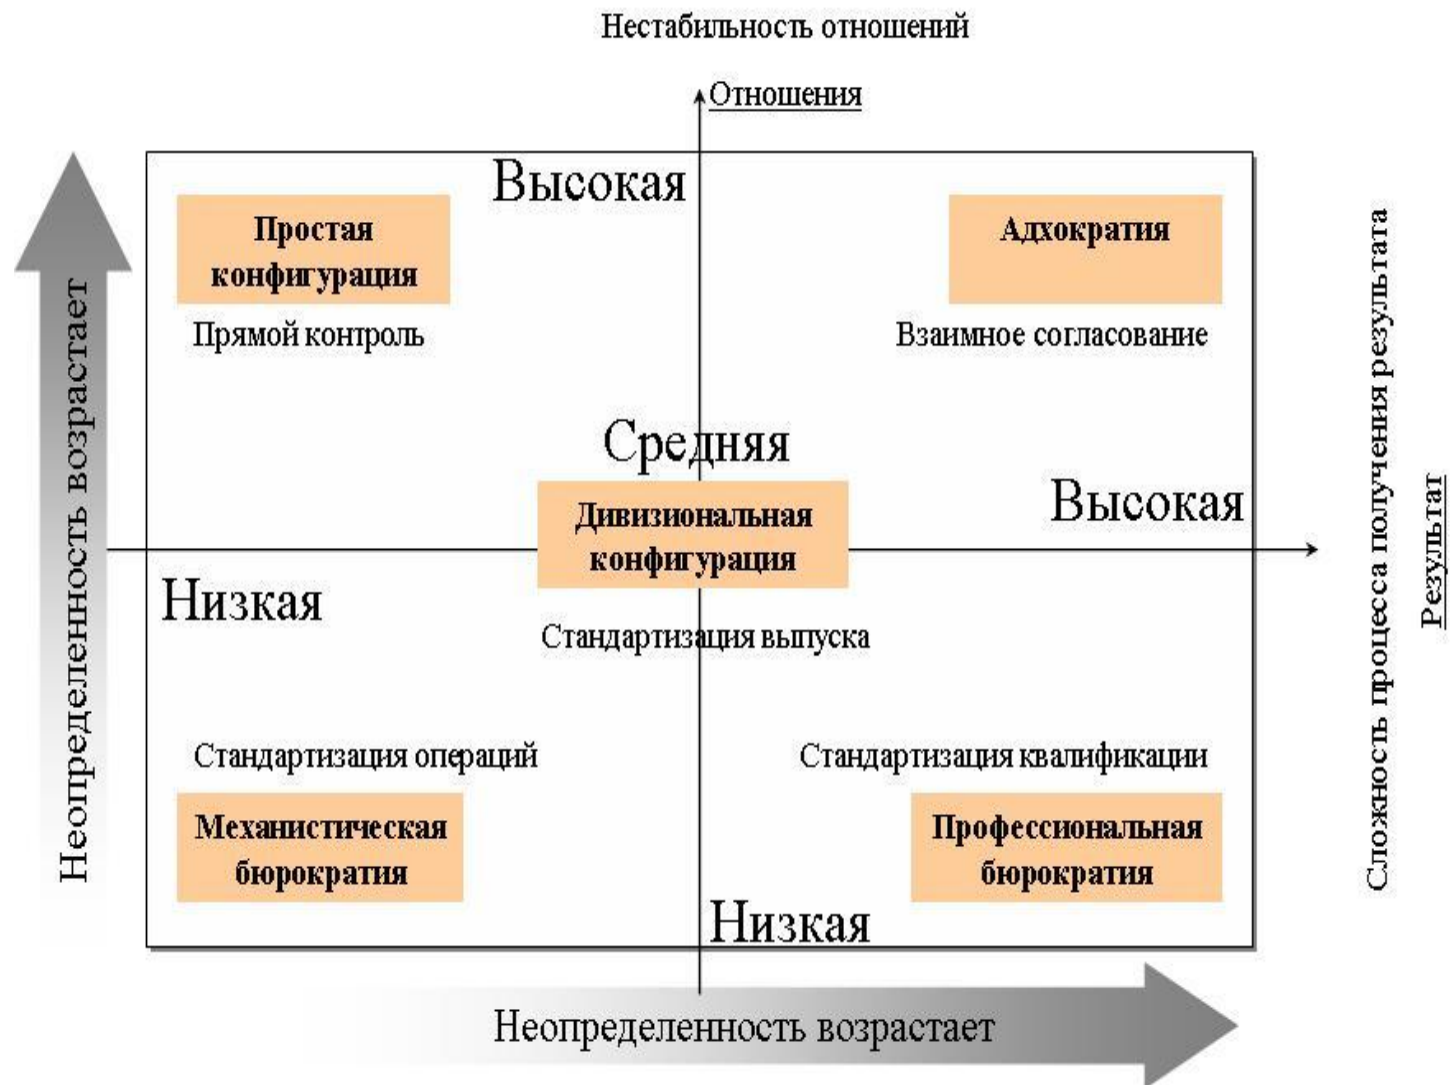 Нестабильность отношений
Отношения
Высокая
Простая
конфигурация
Прямой контроль
Адхократия
Взаимное согласование
Средняя
Дивизиональная
конфигурация
Высокая
Низкая
Стандартизация выпуска
Стандартизация операций
Механистическая
бюрократия
Стандартизация квалификации
Профессиональная
бюрократия
Низкая
Неопределенность возрастает
Неопределенность возрастает
Сложность процесса получения результата
Результат